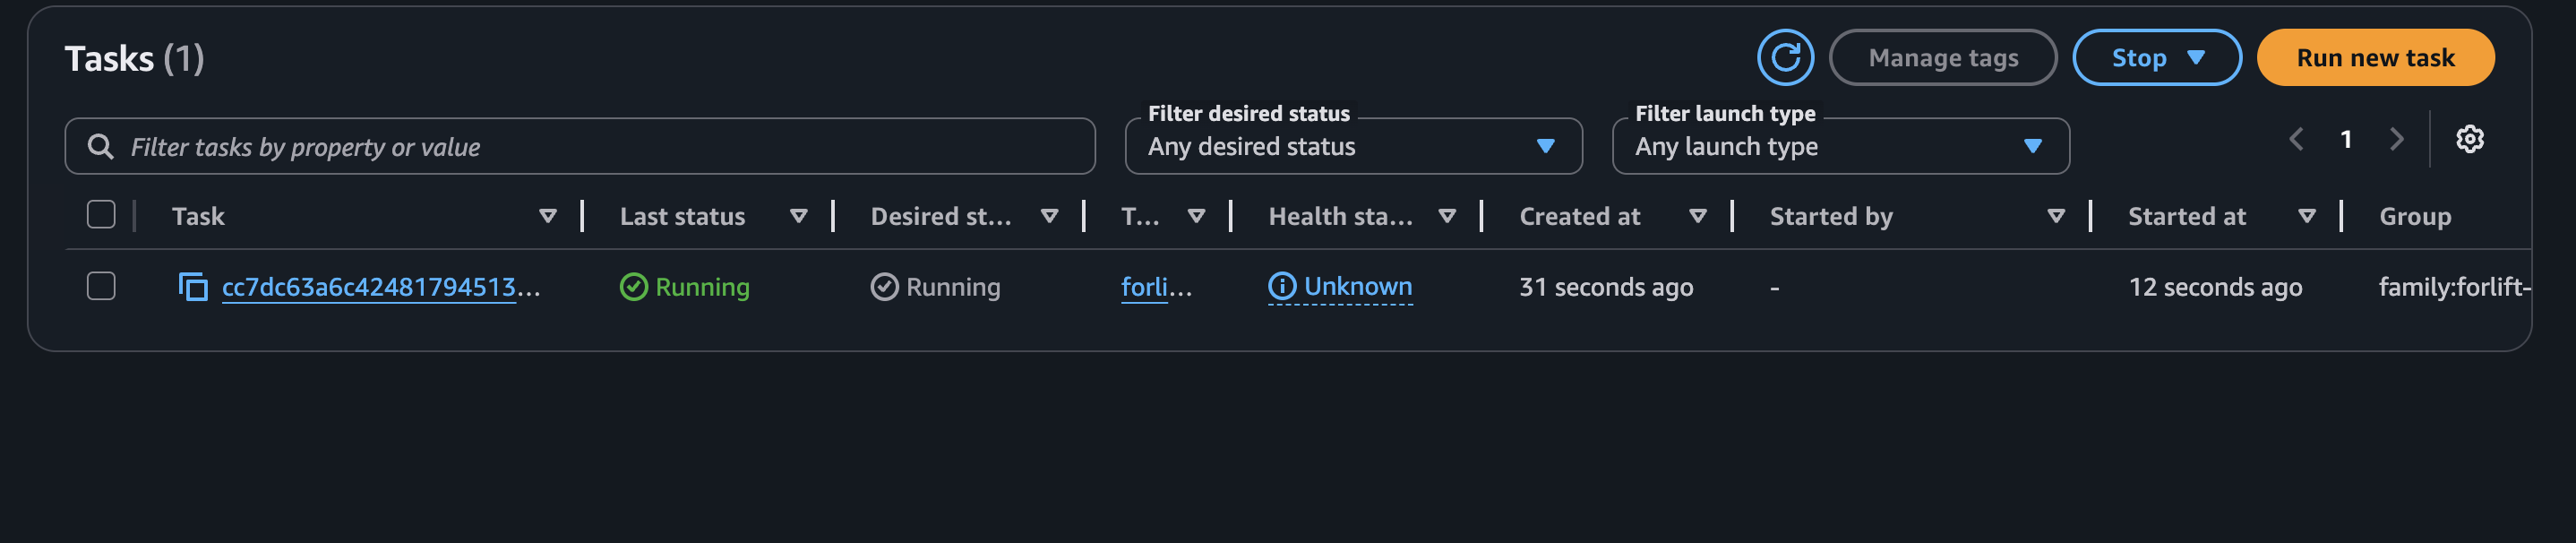 Tasks (1)
Manage tags
Stop
Run new task
Filter tasks by property or value
Filter desired status
Any desired status
Filter launch type
Any launch type
1
Task
Last status
Desired st...
T...
Health sta...
Created at
Started by
Started at
Group
cc7dc63a6c42481794513...
Running
Running
forli...
Unknown
31 seconds ago
-
12 seconds ago
family:forlift-